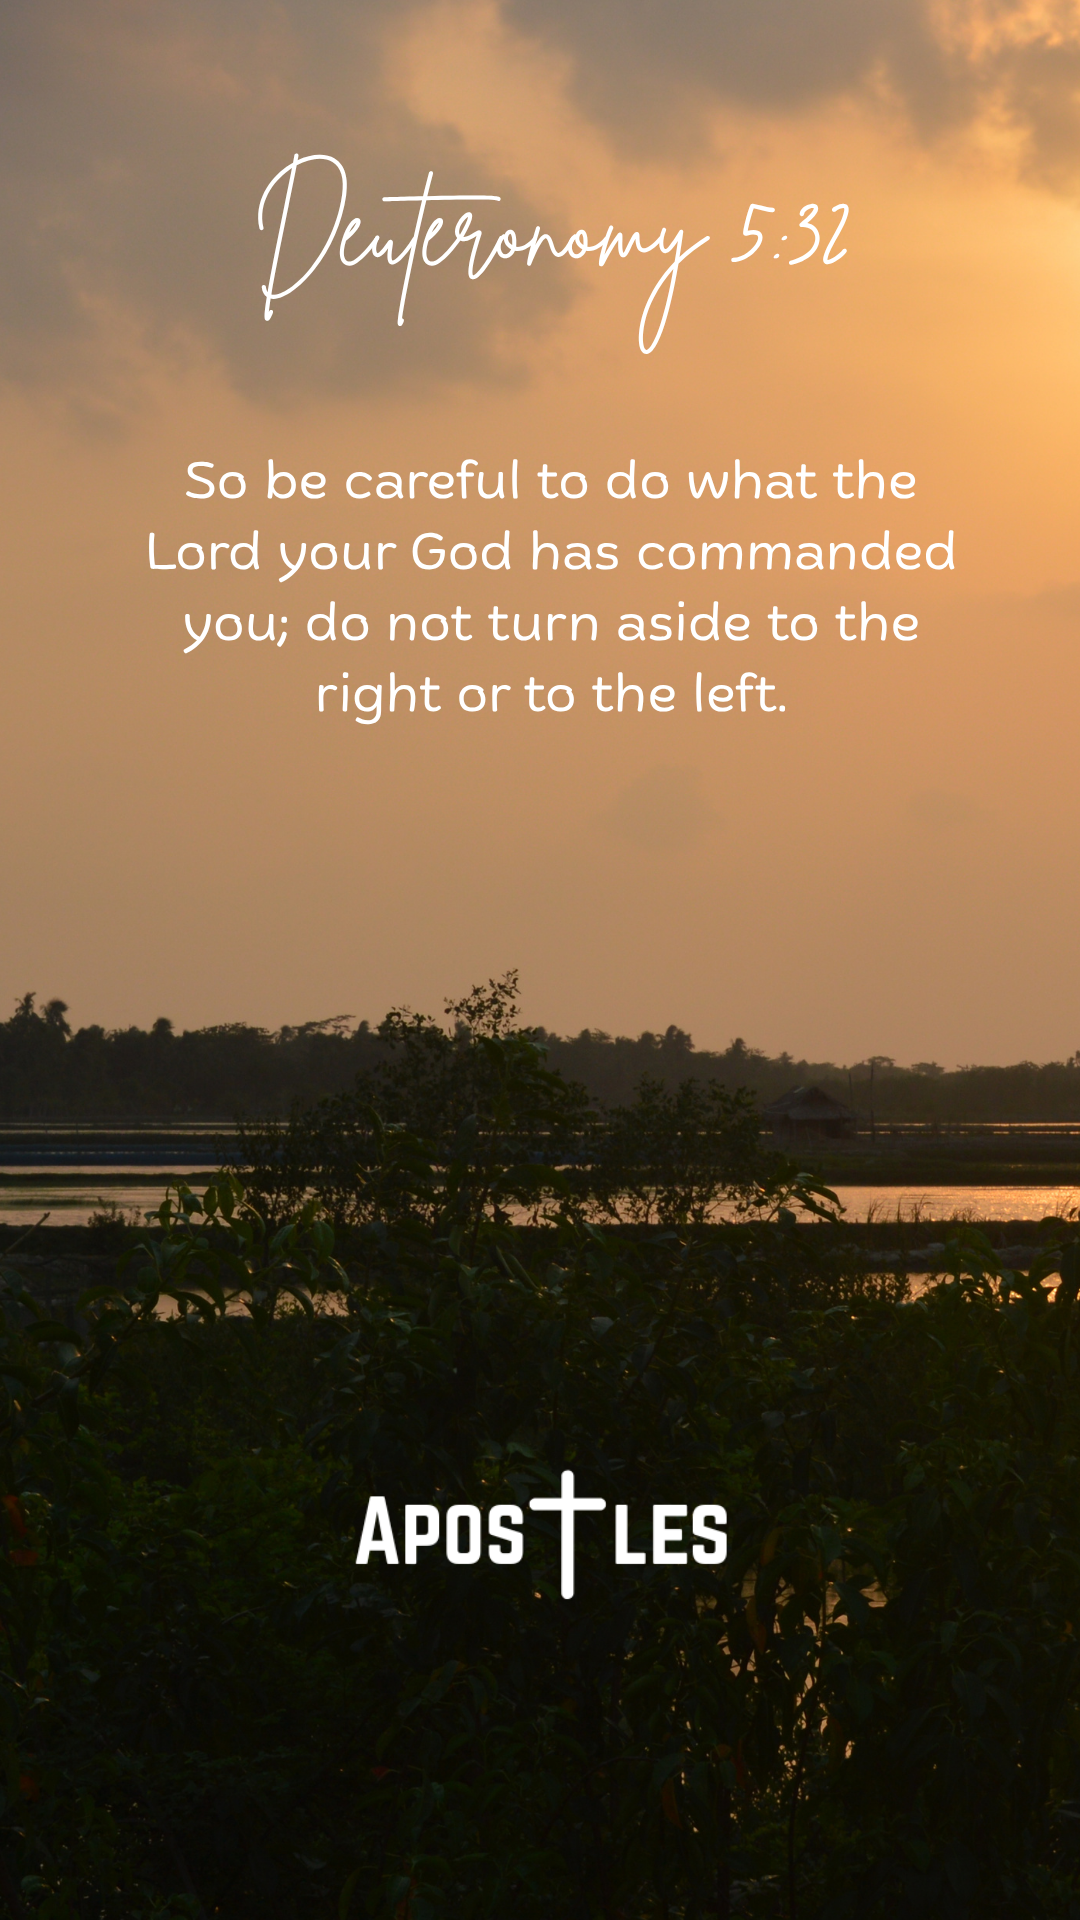 Deuteronomy 5:32
So be careful to do what the
Lord your God has commanded
you; do not turn aside to the
right or to the left.
APOSTLES